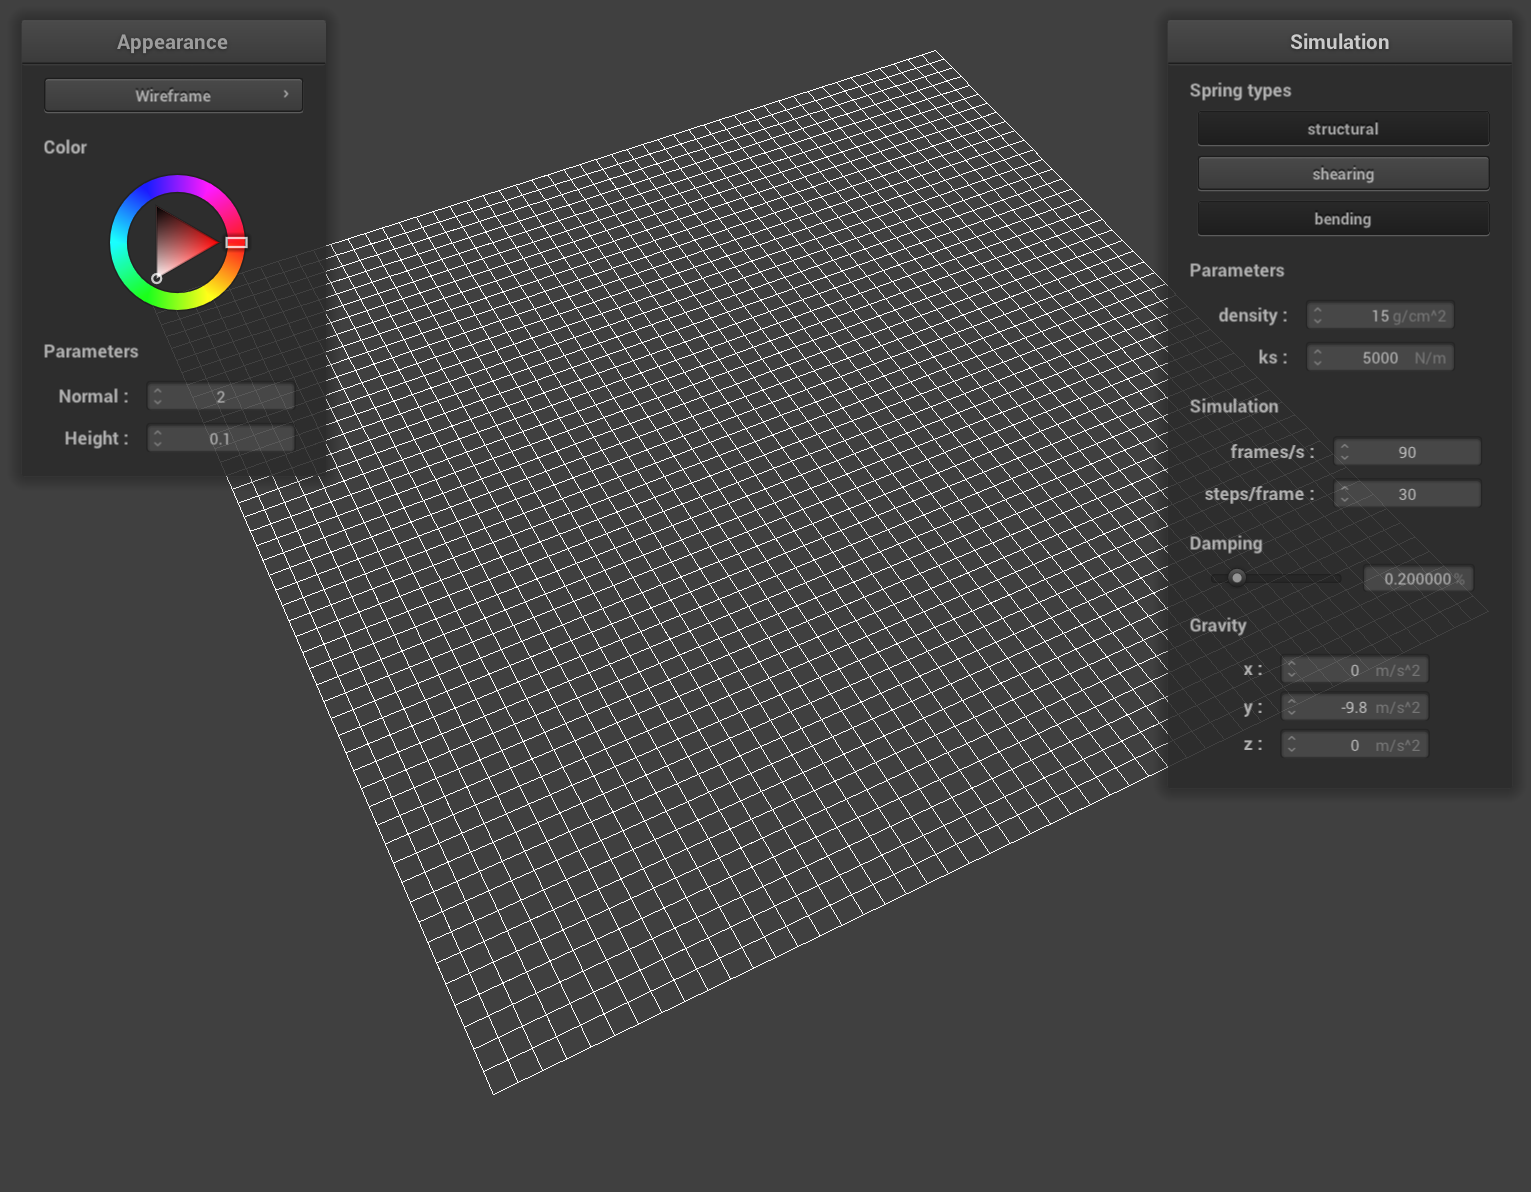 Appearance
Wireframe ›
Color
Parameters
Normal : 2
Height : 0.1
Simulation
Spring types
structural
shearing
bending
Parameters
density : 15 g/cm^2
ks : 5000 N/m
Simulation
frames/s : 90
steps/frame : 30
Damping
0.200000 %
Gravity
x : 0 m/s^2
y : -9.8 m/s^2
z : 0 m/s^2